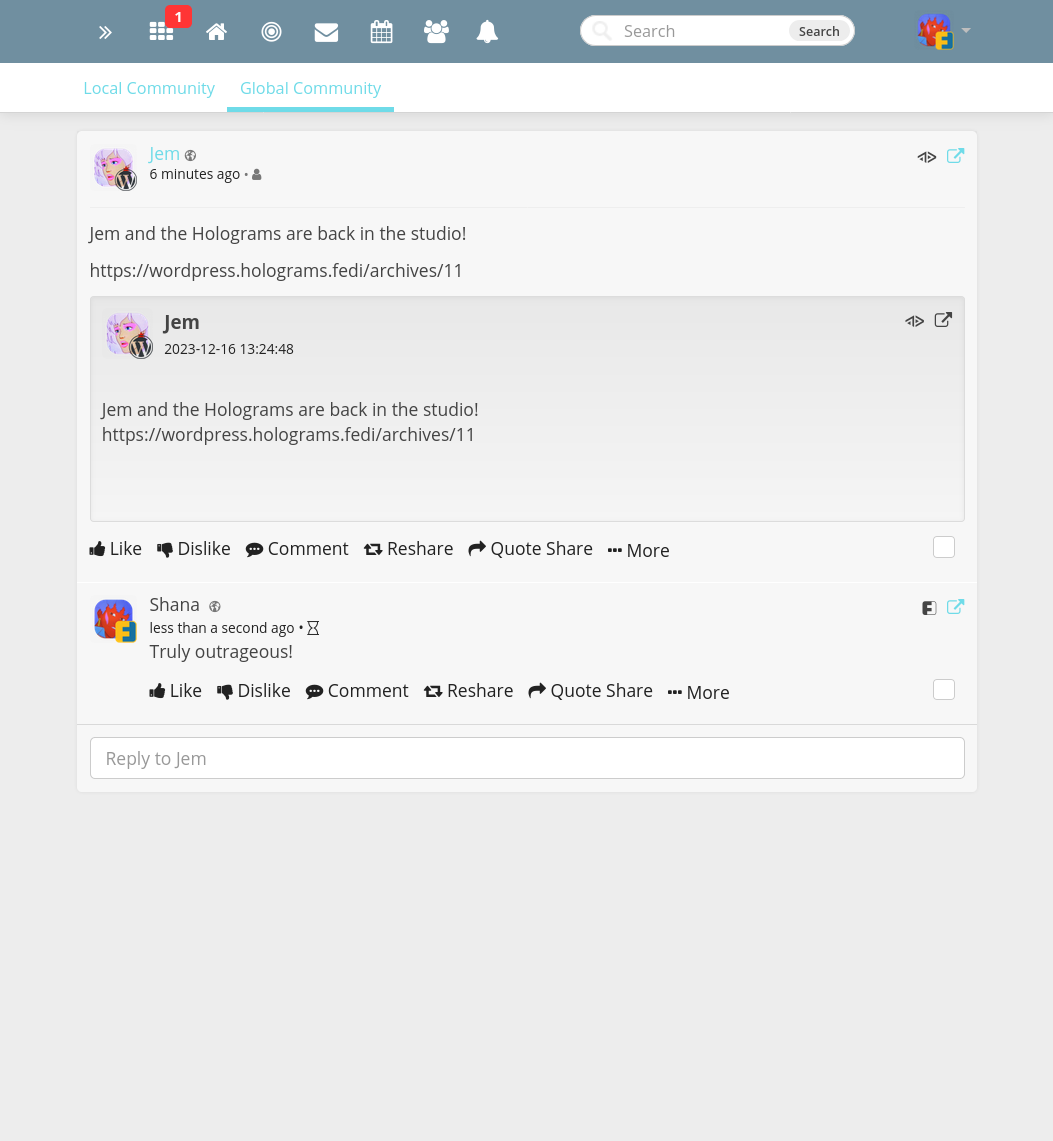 1
Search Search
Local Community Global Community
Jem
6 minutes ago •
Jem and the Holograms are back in the studio!
https://wordpress.holograms.fedi/archives/11
Jem
2023-12-16 13:24:48
Jem and the Holograms are back in the studio!
https://wordpress.holograms.fedi/archives/11
Like Dislike Comment Reshare Quote Share More
Shana
less than a second ago •
Truly outrageous!
Like Dislike Comment Reshare Quote Share More
Reply to Jem